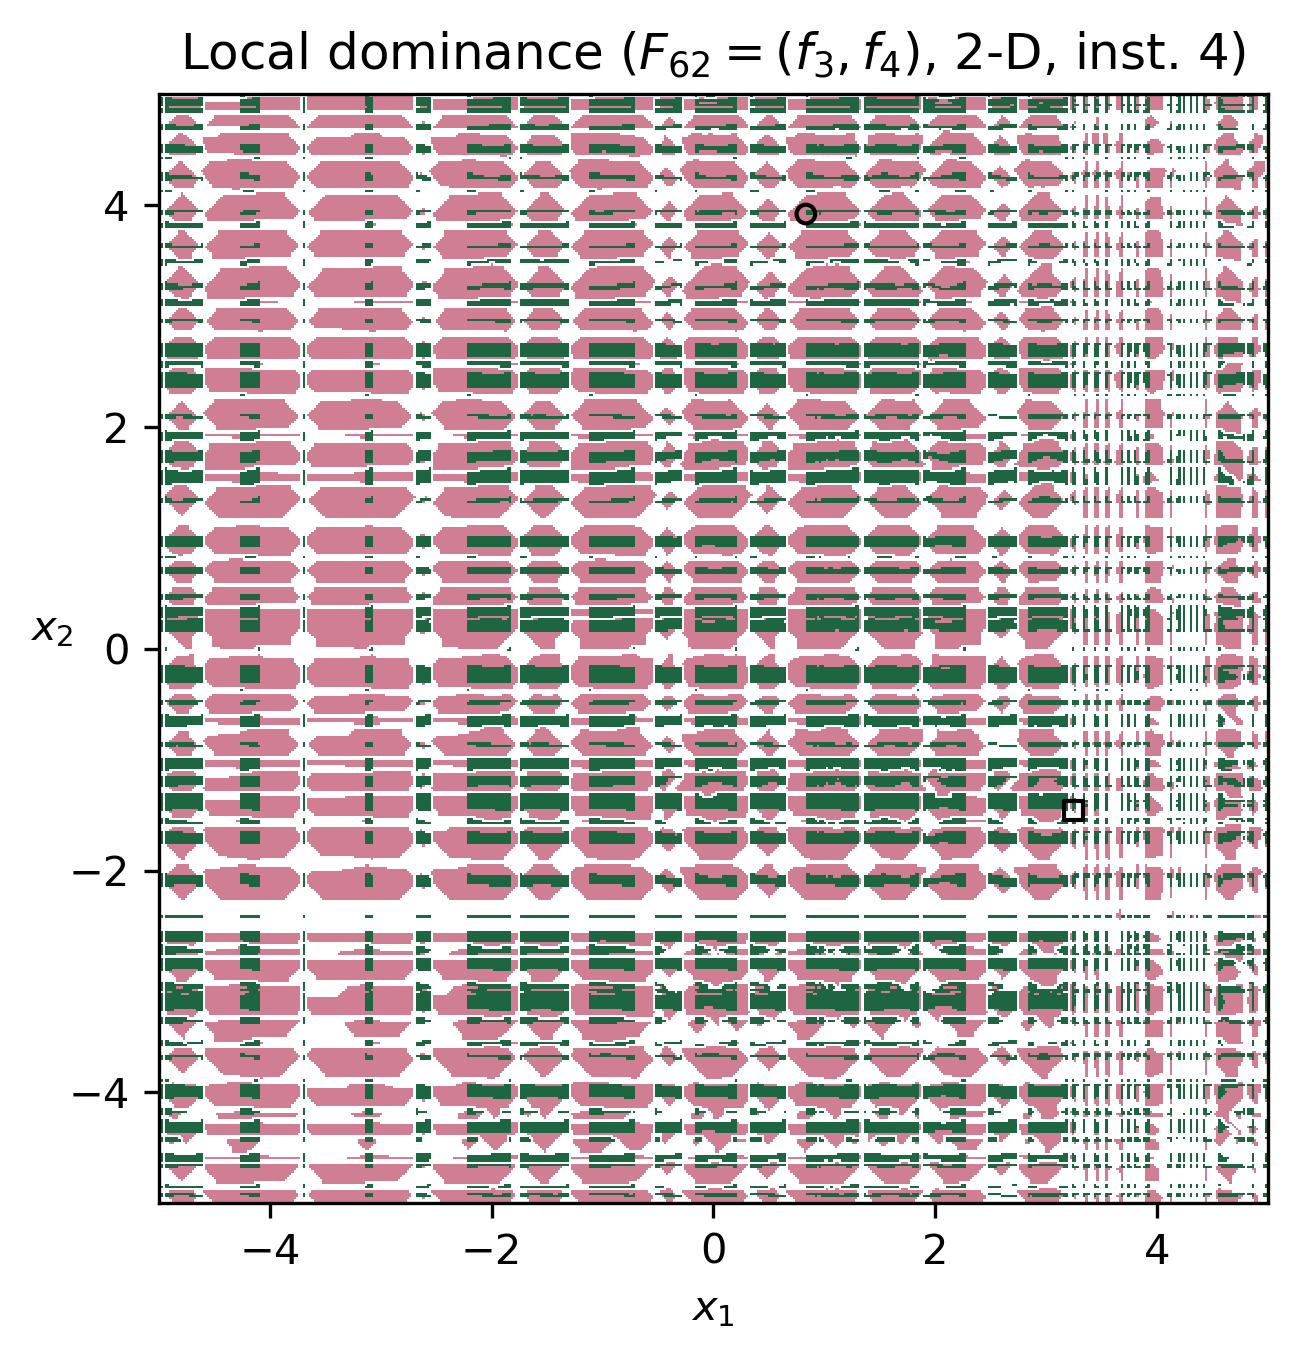 Local dominance (F₆₂ = (f₃, f₄), 2-D, inst. 4)
4
2
x₂
0
−2
−4
−4 −2 0 2 4
x₁